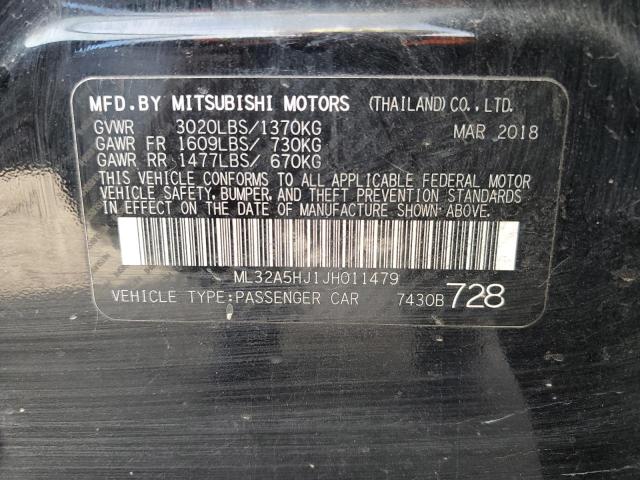 MFD. BY MITSUBISHI MOTORS (THAILAND) CO., LTD.
GVWR 3020LBS/1370KG MAR 2018
GAWR FR 1609LBS/ 730KG
GAWR RR 1477LBS/ 670KG
THIS VEHICLE CONFORMS TO ALL APPLICABLE FEDERAL MOTOR
VEHICLE SAFETY, BUMPER, AND THEFT PREVENTION STANDARDS
IN EFFECT ON THE DATE OF MANUFACTURE SHOWN ABOVE.
ML32A5HJ1JH011479
VEHICLE TYPE:PASSENGER CAR 7430B 728